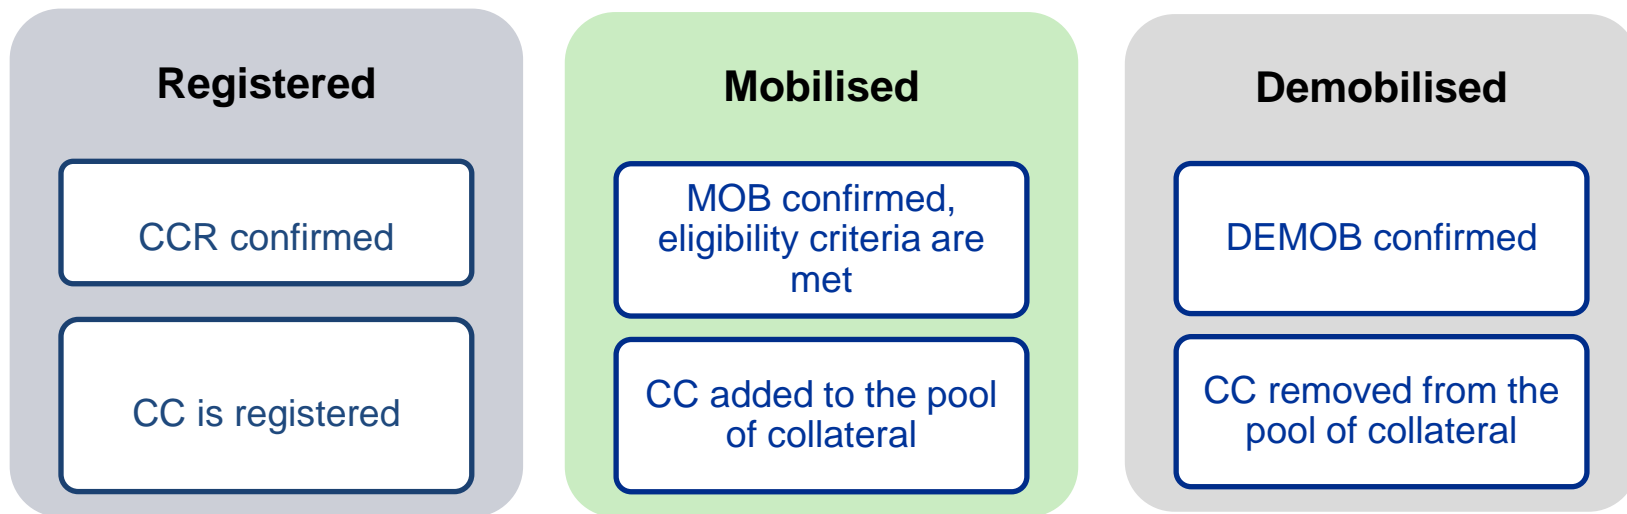 Registered
CCR confirmed
CC is registered
Mobilised
MOB confirmed,
eligibility criteria are
met
CC added to the pool
of collateral
Demobilised
DEMOB confirmed
CC removed from the
pool of collateral